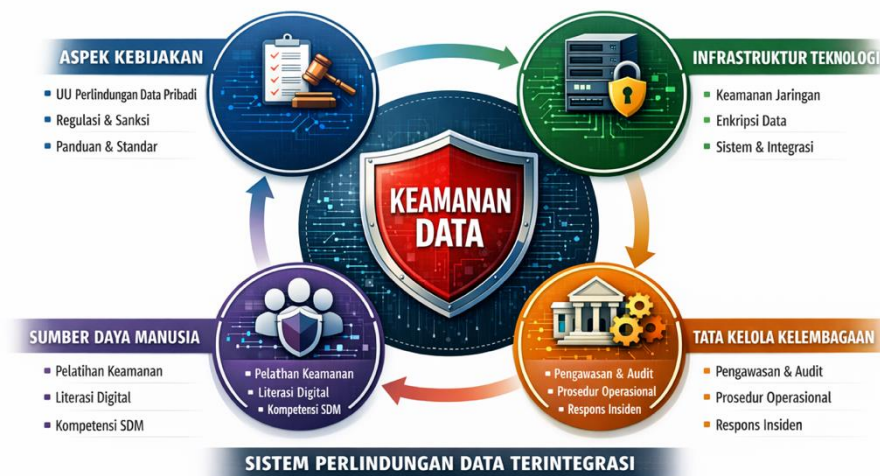 ASPEK KEBIJAKAN
UU Perlindungan Data Pribadi
Regulasi & Sanksi
Panduan & Standar
INFRASTRUKTUR TEKNOLOGI
Keamanan Jaringan
Enkripsi Data
Sistem & Integrasi
KEAMANAN
DATA
SUMBER DAYA MANUSIA
Pelatihan Keamanan
Literasi Digital
Kompetensi SDM
Pelathan Keamanan
Literasi Digital
Kompetensi SDM
Pengawasan & Audit
Prosedur Operasional
Respons Insiden
TATA KELOLA KELEMBAGAAN
Pengawasan & Audit
Prosedur Operasional
Respons Insiden
SISTEM PERLINDUNGAN DATA TERINTEGRASI